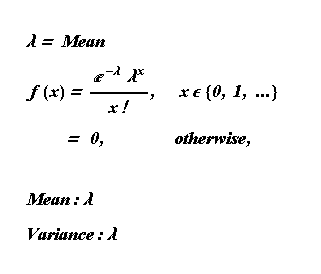 λ = Mean
f (x) = e^{-λ} λ^x / x !, x ϵ {0, 1, ...}
= 0, otherwise,
Mean : λ
Variance : λ